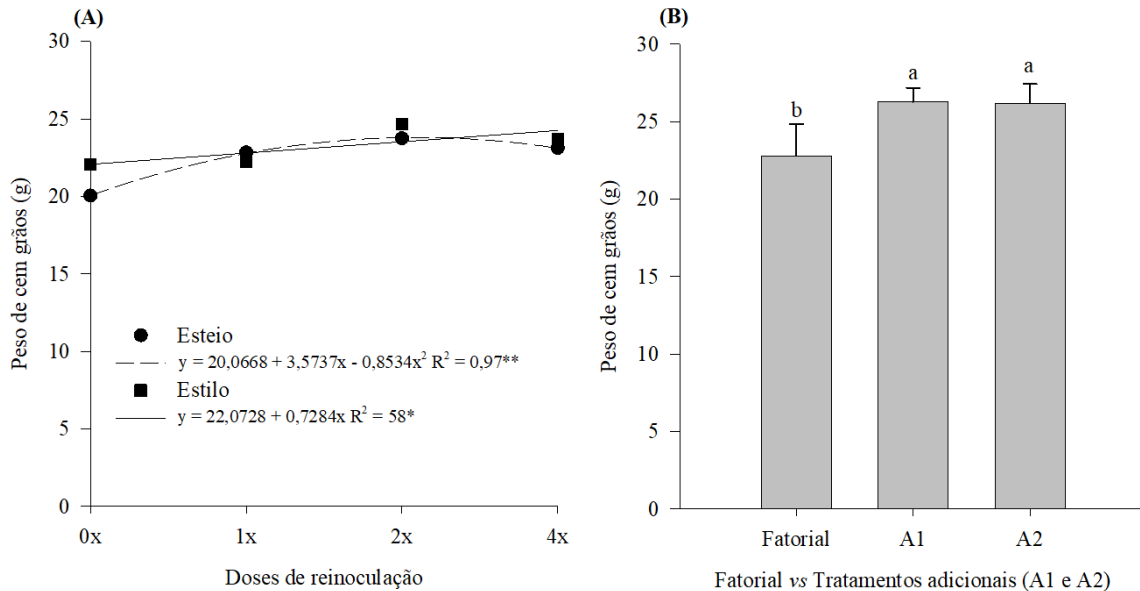 (A)
30
25
20
15
10
5
0
Peso de cem grãos (g)
Esteio
y = 20,0668 + 3,5737x - 0,8534x² R² = 0,97**
Estilo
y = 22,0728 + 0,7284x R² = 58*
0x 1x 2x 4x
Doses de reinoculação
(B)
30
25
20
15
10
5
0
Peso de cem grãos (g)
b a a
Fatorial A1 A2
Fatorial vs Tratamentos adicionais (A1 e A2)